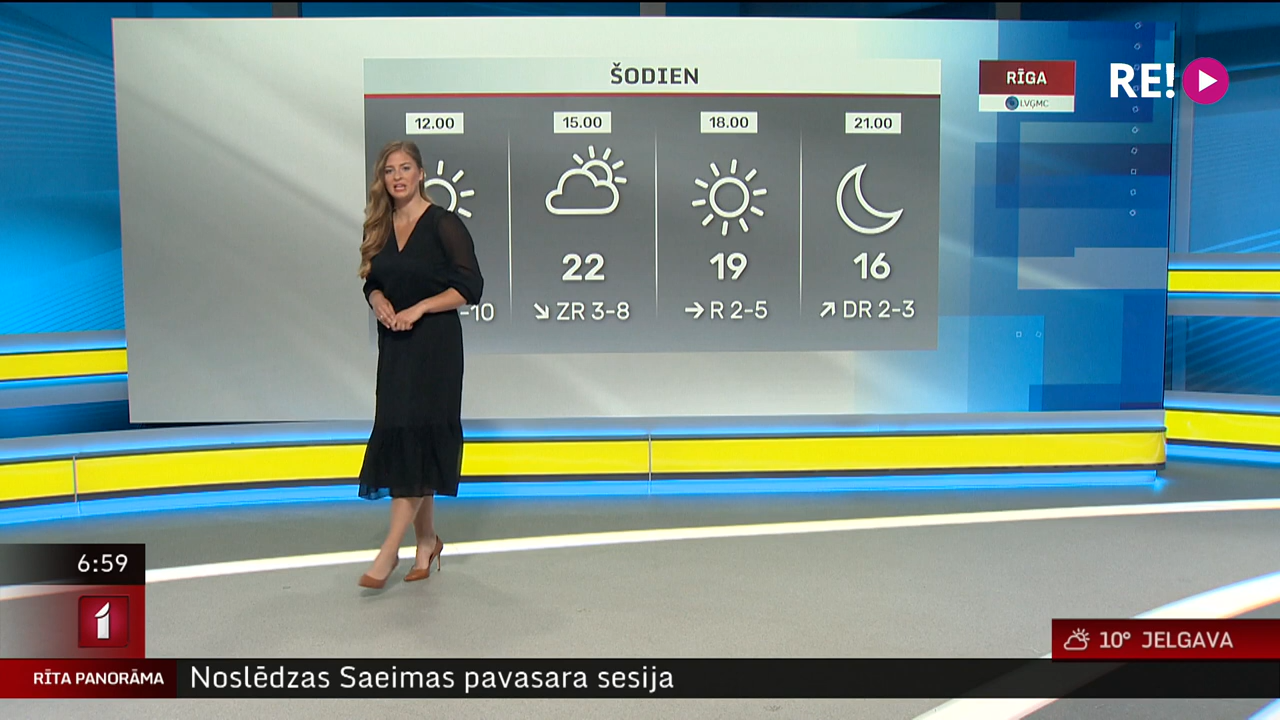 ŠODIEN
RĪGA
LVĢMC
RE!
12.00
15.00
18.00
21.00
22
19
16
-10
ZR 3-8
R 2-5
DR 2-3
6:59
1
10° JELGAVA
RĪTA PANORĀMA
Noslēdzas Saeimas pavasara sesija